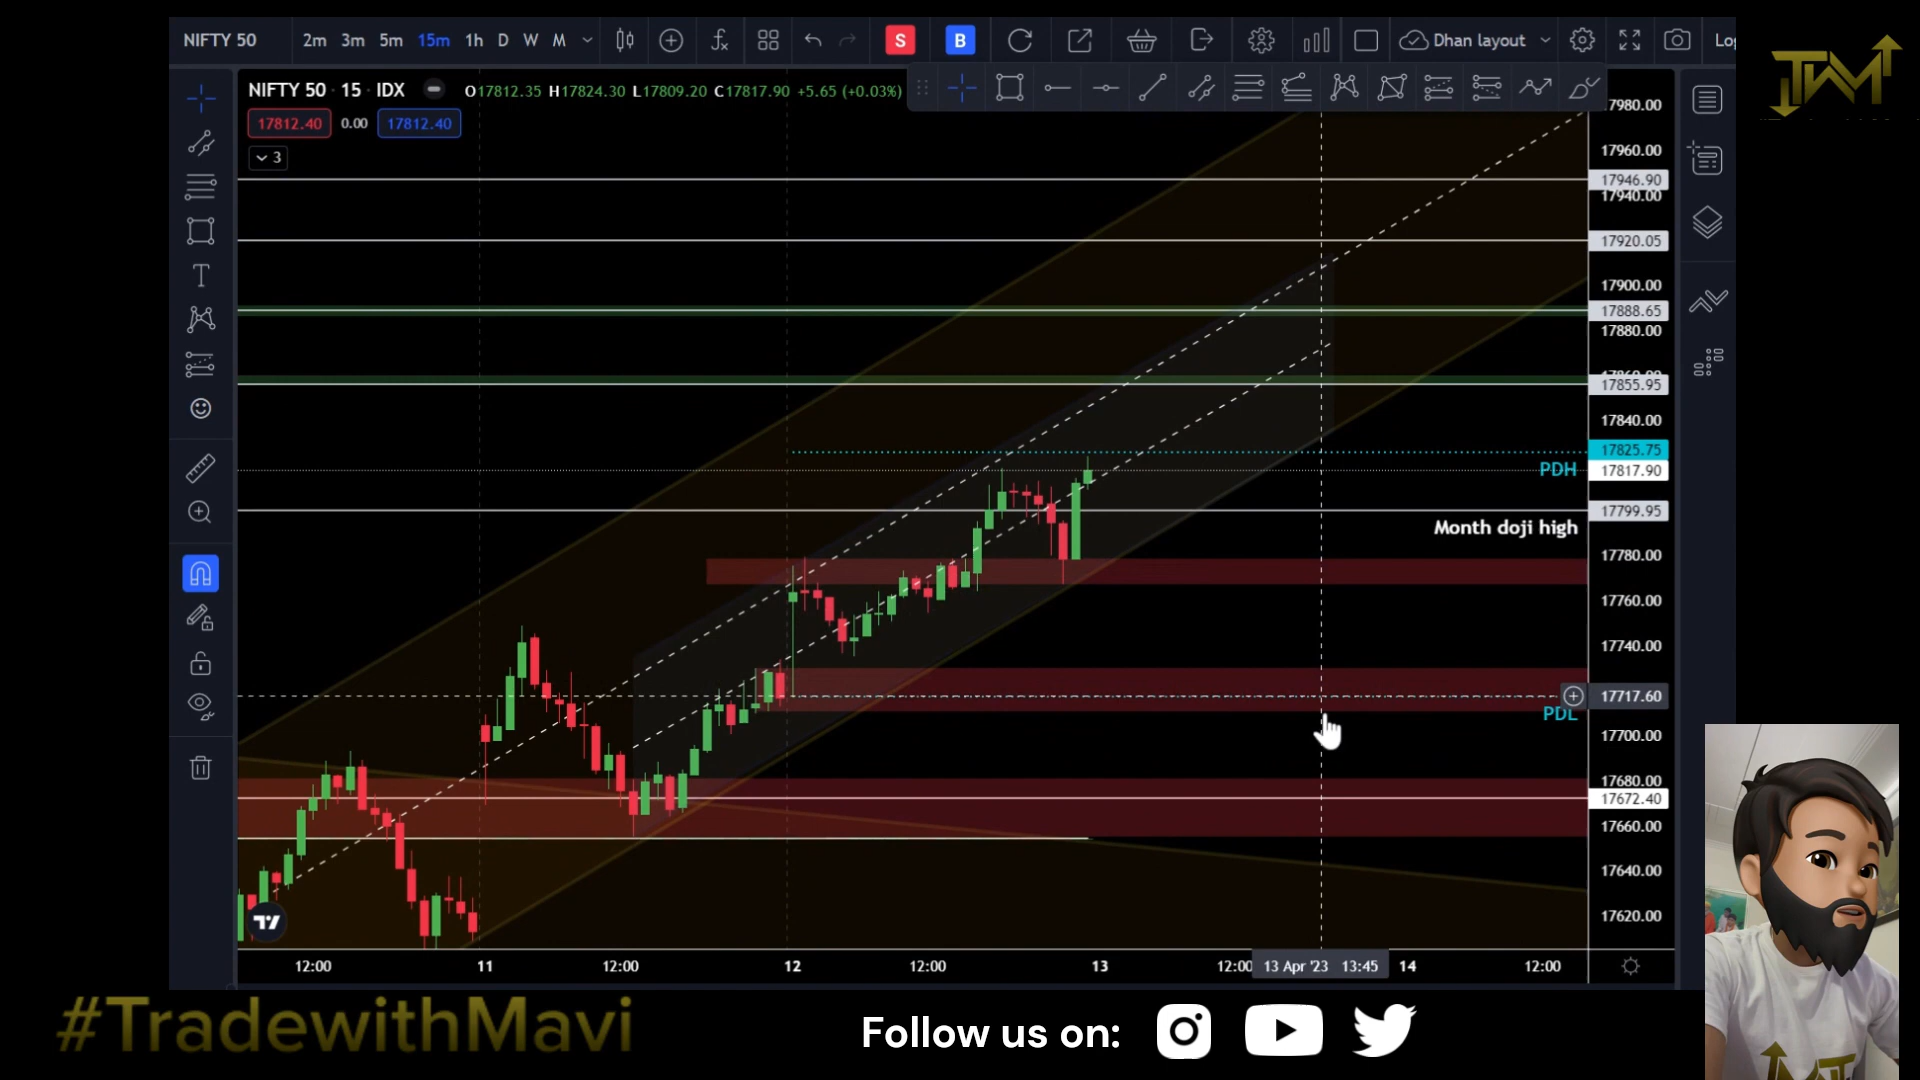 NIFTY 50 2m 3m 5m 15m 1h D W M S B Dhan layout
NIFTY 50 · 15 · IDX O17812.35 H17824.30 L17809.20 C17817.90 +5.65 (+0.03%)
17812.40 0.00 17812.40
3
TWM
17980.00
17960.00
17946.90
17940.00
17920.05
17900.00
17888.65
17880.00
17855.95
17840.00
17825.75
PDH 17817.90
17799.95
Month doji high
17780.00
17760.00
17740.00
17717.60
PDL
17700.00
17680.00
17672.40
17660.00
17640.00
17620.00
12:00 11 12:00 12 12:00 13 12:00 13 Apr '23 13:45 14 12:00
#TradewithMavi
Follow us on: